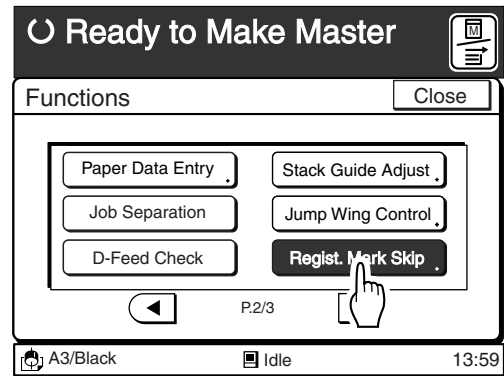 Ready to Make Master
M
Functions
Close
Paper Data Entry
Stack Guide Adjust
Job Separation
Jump Wing Control
D-Feed Check
Regist. Mark Skip
P.2/3
A3/Black
Idle
13:59